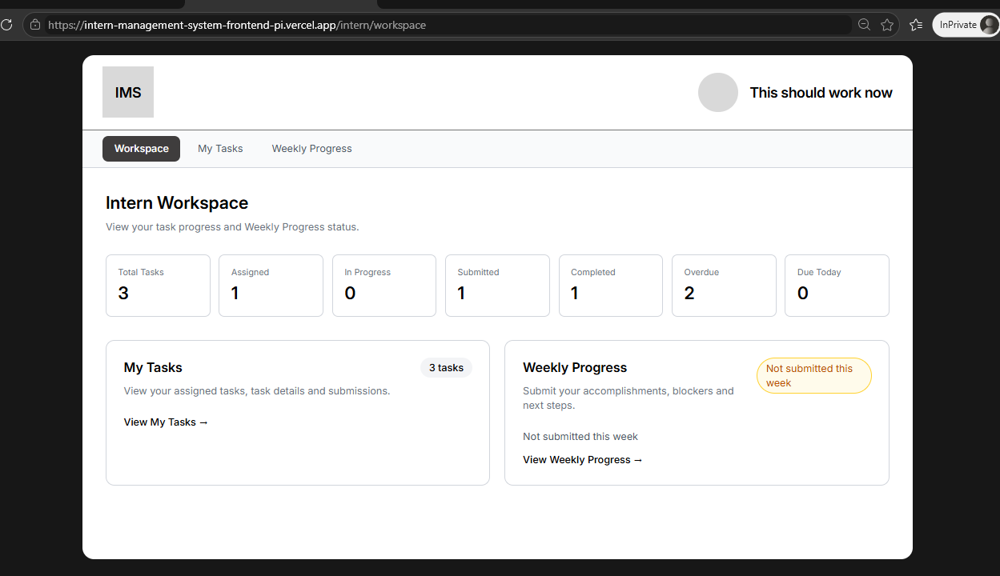 https://intern-management-system-frontend-pi.vercel.app/intern/workspace
InPrivate
IMS
This should work now
Workspace
My Tasks
Weekly Progress
Intern Workspace
View your task progress and Weekly Progress status.
Total Tasks
3
Assigned
1
In Progress
0
Submitted
1
Completed
1
Overdue
2
Due Today
0
My Tasks
3 tasks
View your assigned tasks, task details and submissions.
View My Tasks →
Weekly Progress
Not submitted this
week
Submit your accomplishments, blockers and
next steps.
Not submitted this week
View Weekly Progress →